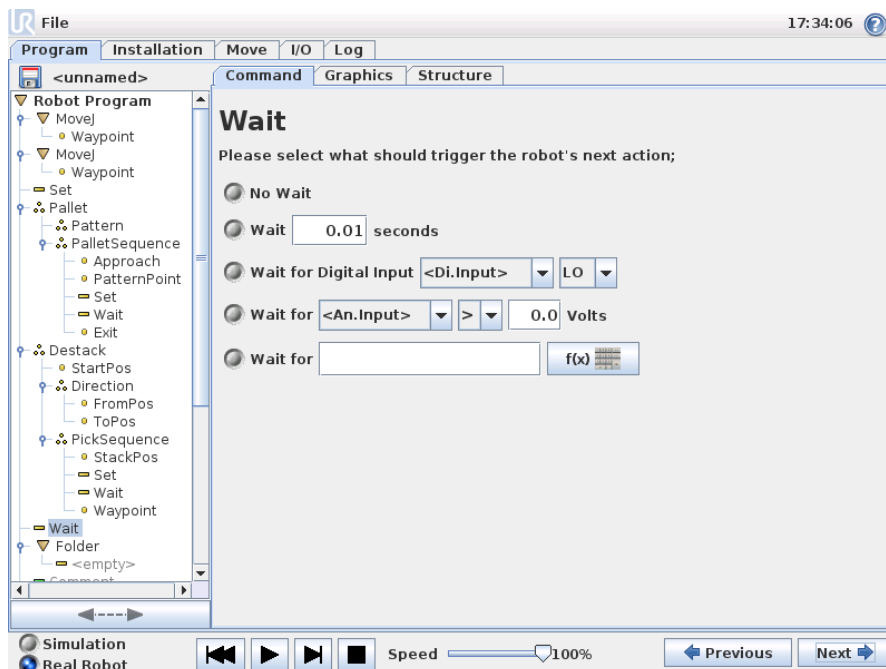 UR File 17:34:06 ?
Program Installation Move I/O Log
<unnamed> Command Graphics Structure
Robot Program
MoveJ
Waypoint
MoveJ
Waypoint
Set
Pallet
Pattern
PalletSequence
Approach
PatternPoint
Set
Wait
Exit
Destack
StartPos
Direction
FromPos
ToPos
PickSequence
StackPos
Set
Wait
Waypoint
Wait
Folder
<empty>
Comment
Wait
Please select what should trigger the robot's next action;
No Wait
Wait 0.01 seconds
Wait for Digital Input <Di.Input> LO
Wait for <An.Input> > 0.0 Volts
Wait for f(x)
Simulation
Real Robot
Speed 100% Previous Next